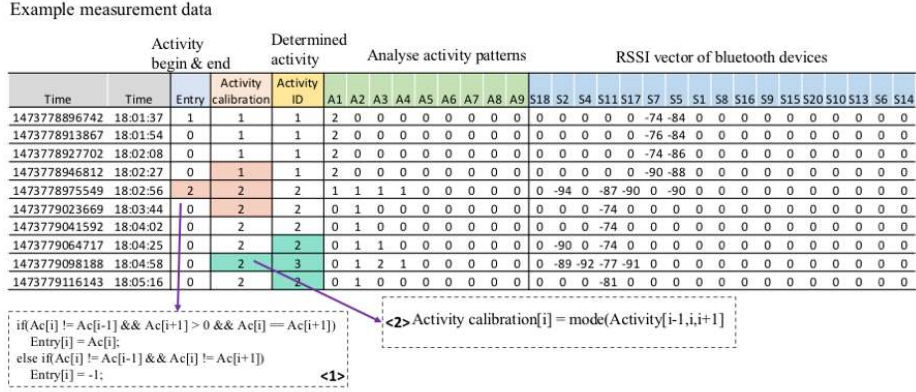 Example measurement data
Activity begin & end
Determined activity
Analyse activity patterns
RSSI vector of bluetooth devices
Time Time Entry Activity calibration Activity ID A1 A2 A3 A4 A5 A6 A7 A8 A9 S18 S2 S4 S11 S17 S7 S5 S1 S8 S16 S9 S15 S20 S10 S13 S6 S14
1473778896742 18:01:37 1 1 1 2 0 0 0 0 0 0 0 0 0 0 0 0 0 -74 -84 0 0 0 0 0 0 0 0 0 0
1473778913867 18:01:54 0 1 1 2 0 0 0 0 0 0 0 0 0 0 0 0 0 -76 -84 0 0 0 0 0 0 0 0 0 0
1473778927702 18:02:08 0 1 1 2 0 0 0 0 0 0 0 0 0 0 0 0 0 -74 -86 0 0 0 0 0 0 0 0 0 0
1473778946812 18:02:27 0 1 1 2 0 0 0 0 0 0 0 0 0 0 0 0 0 -90 -88 0 0 0 0 0 0 0 0 0 0
1473778975549 18:02:56 2 2 2 1 1 1 1 0 0 0 0 0 0 -94 0 -87 -90 0 -90 0 0 0 0 0 0 0 0 0 0
1473779023669 18:03:44 0 2 2 0 1 0 0 0 0 0 0 0 0 0 0 -74 0 0 0 0 0 0 0 0 0 0 0 0 0 0
1473779041592 18:04:02 0 2 2 0 1 0 0 0 0 0 0 0 0 0 0 -74 0 0 0 0 0 0 0 0 0 0 0 0 0 0
1473779064717 18:04:25 0 2 2 0 1 1 0 0 0 0 0 0 0 -90 0 -74 0 0 0 0 0 0 0 0 0 0 0 0 0 0
1473779098188 18:04:58 0 2 3 0 1 2 1 0 0 0 0 0 0 -89 -92 -77 -91 0 0 0 0 0 0 0 0 0 0 0 0 0
1473779116143 18:05:16 0 2 2 0 1 0 0 0 0 0 0 0 0 0 0 -81 0 0 0 0 0 0 0 0 0 0 0 0 0 0
if(Ac[i] != Ac[i-1] && Ac[i+1] > 0 && Ac[i] == Ac[i+1])
Entry[i] = Ac[i];
else if(Ac[i] != Ac[i-1] && Ac[i] != Ac[i+1])
Entry[i] = -1;
<1>
<2> Activity calibration[i] = mode(Activity[i-1,i,i+1]